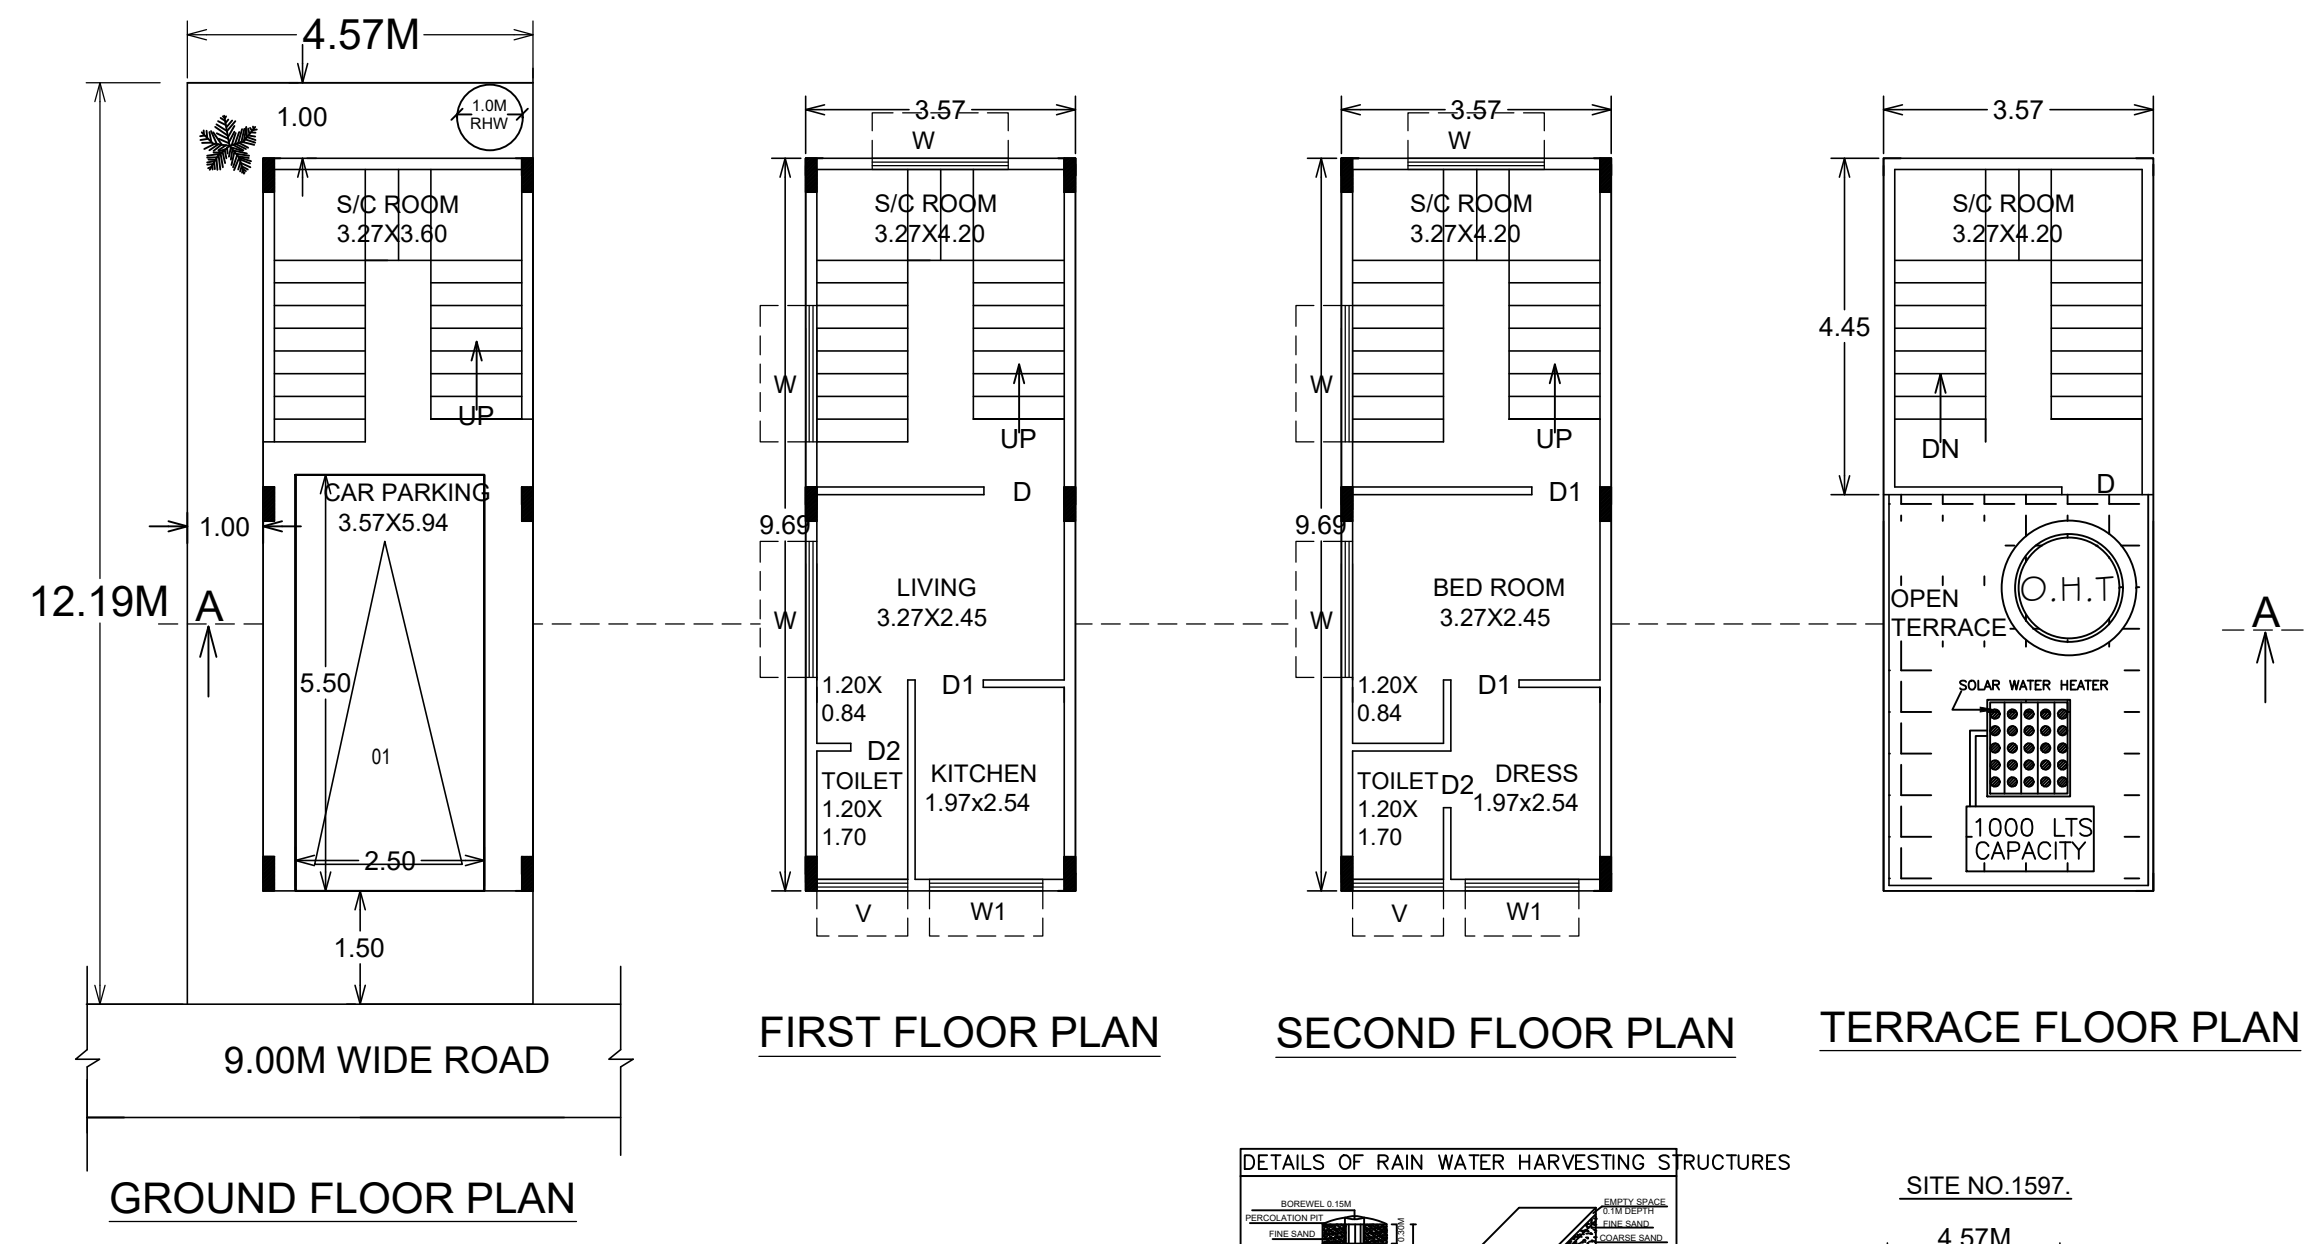 4.57M
1.00
1.0M
RHW
S/C ROOM
3.27X3.60
UP
CAR PARKING
3.57X5.94
1.00
12.19M
A
5.50
01
2.50
1.50
9.00M WIDE ROAD
GROUND FLOOR PLAN
3.57
W
S/C ROOM
3.27X4.20
W
UP
D
9.69
LIVING
3.27X2.45
W
1.20X
0.84
D1
D2
TOILET
1.20X
1.70
KITCHEN
1.97x2.54
V
W1
FIRST FLOOR PLAN
3.57
W
S/C ROOM
3.27X4.20
W
UP
D1
9.69
BED ROOM
3.27X2.45
W
1.20X
0.84
D1
TOILET
1.20X
1.70
D2
DRESS
1.97x2.54
V
W1
SECOND FLOOR PLAN
3.57
S/C ROOM
3.27X4.20
4.45
DN
D
OPEN
TERRACE
O.H.T
A
SOLAR WATER HEATER
1000 LTS
CAPACITY
TERRACE FLOOR PLAN
DETAILS OF RAIN WATER HARVESTING STRUCTURES
BOREWEL 0.15M
PERCOLATION PIT
FINE SAND
0.30M
EMPTY SPACE
0.1M DEPTH
FINE SAND
COARSE SAND
SITE NO.1597.
4.57M